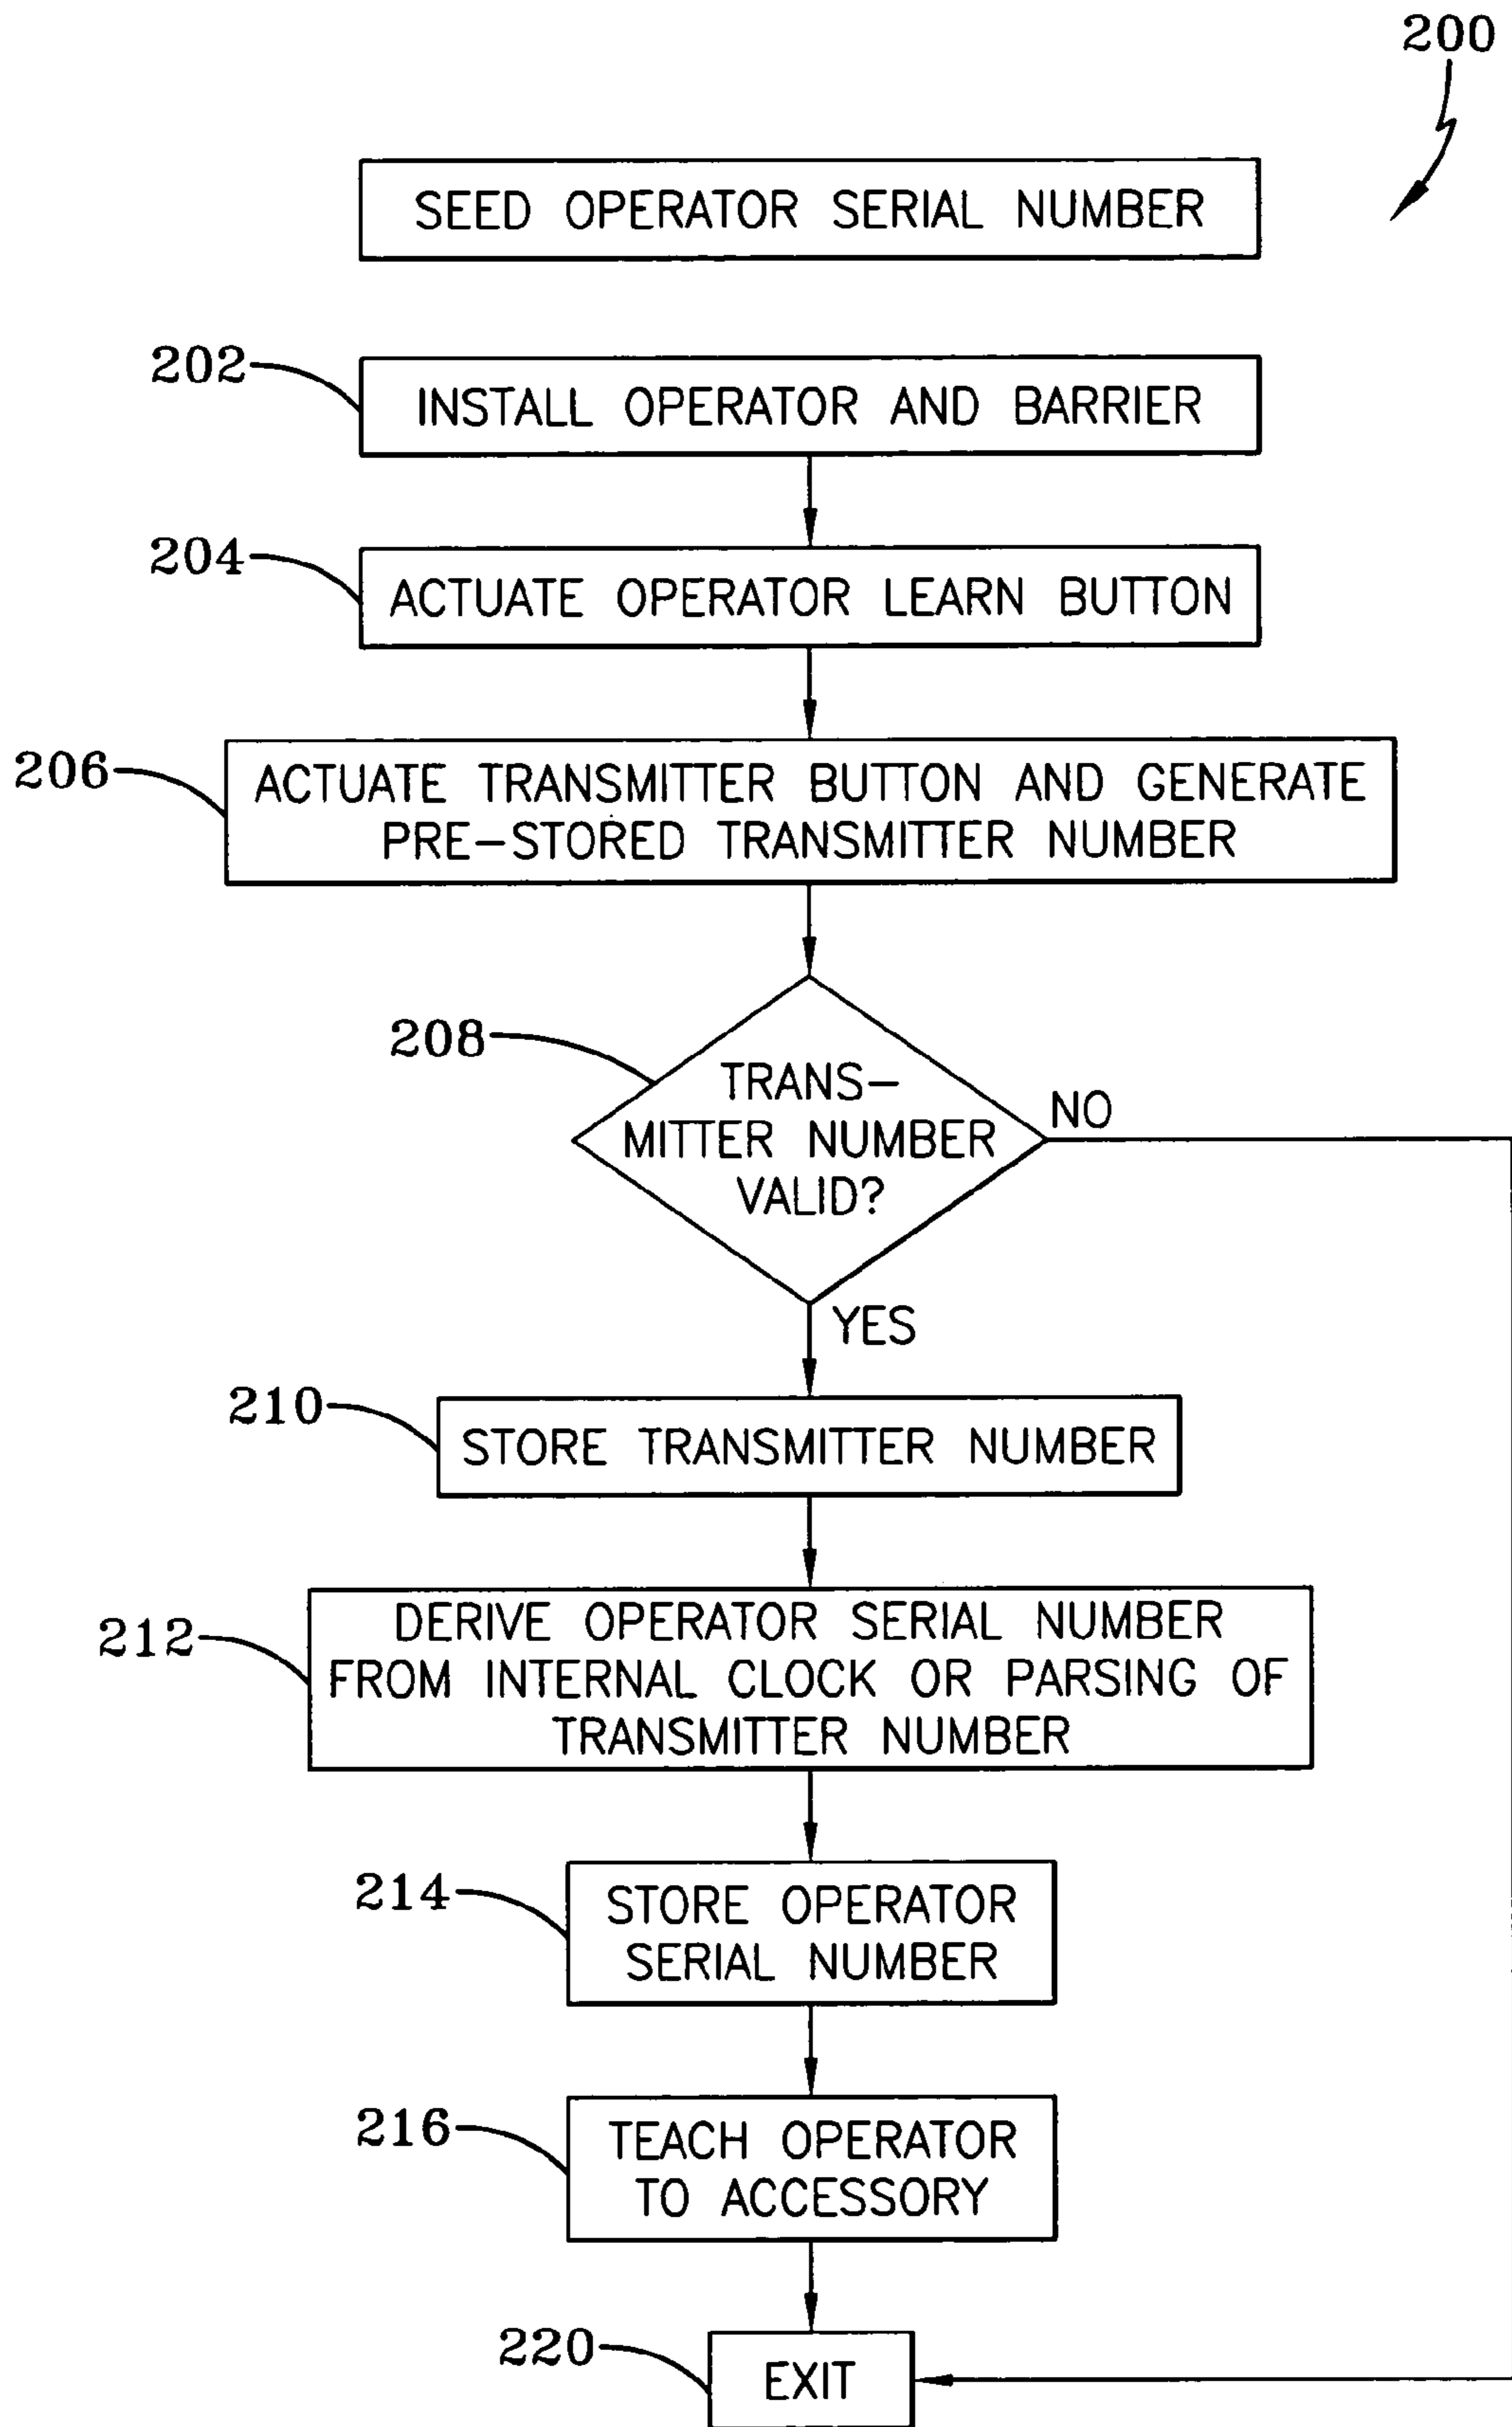 200
SEED OPERATOR SERIAL NUMBER
202
INSTALL OPERATOR AND BARRIER
204
ACTUATE OPERATOR LEARN BUTTON
206
ACTUATE TRANSMITTER BUTTON AND GENERATE
PRE-STORED TRANSMITTER NUMBER
208
TRANS-
MITTER NUMBER
VALID?
NO
YES
210
STORE TRANSMITTER NUMBER
212
DERIVE OPERATOR SERIAL NUMBER
FROM INTERNAL CLOCK OR PARSING OF
TRANSMITTER NUMBER
214
STORE OPERATOR
SERIAL NUMBER
216
TEACH OPERATOR
TO ACCESSORY
220
EXIT